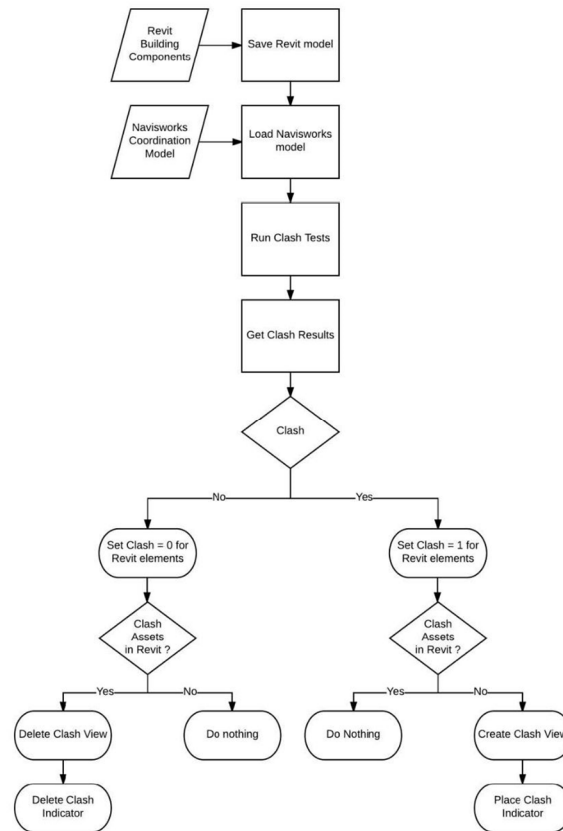 Revit
Building
Components
Save Revit model
Navisworks
Coordination
Model
Load Navisworks
model
Run Clash Tests
Get Clash Results
Clash
No
Yes
Set Clash = 0 for
Revit elements
Set Clash = 1 for
Revit elements
Clash
Assets
in Revit ?
Clash
Assets
in Revit ?
Yes
No
Yes
No
Delete Clash View
Do nothing
Do Nothing
Create Clash View
Delete Clash
Indicator
Place Clash
Indicator